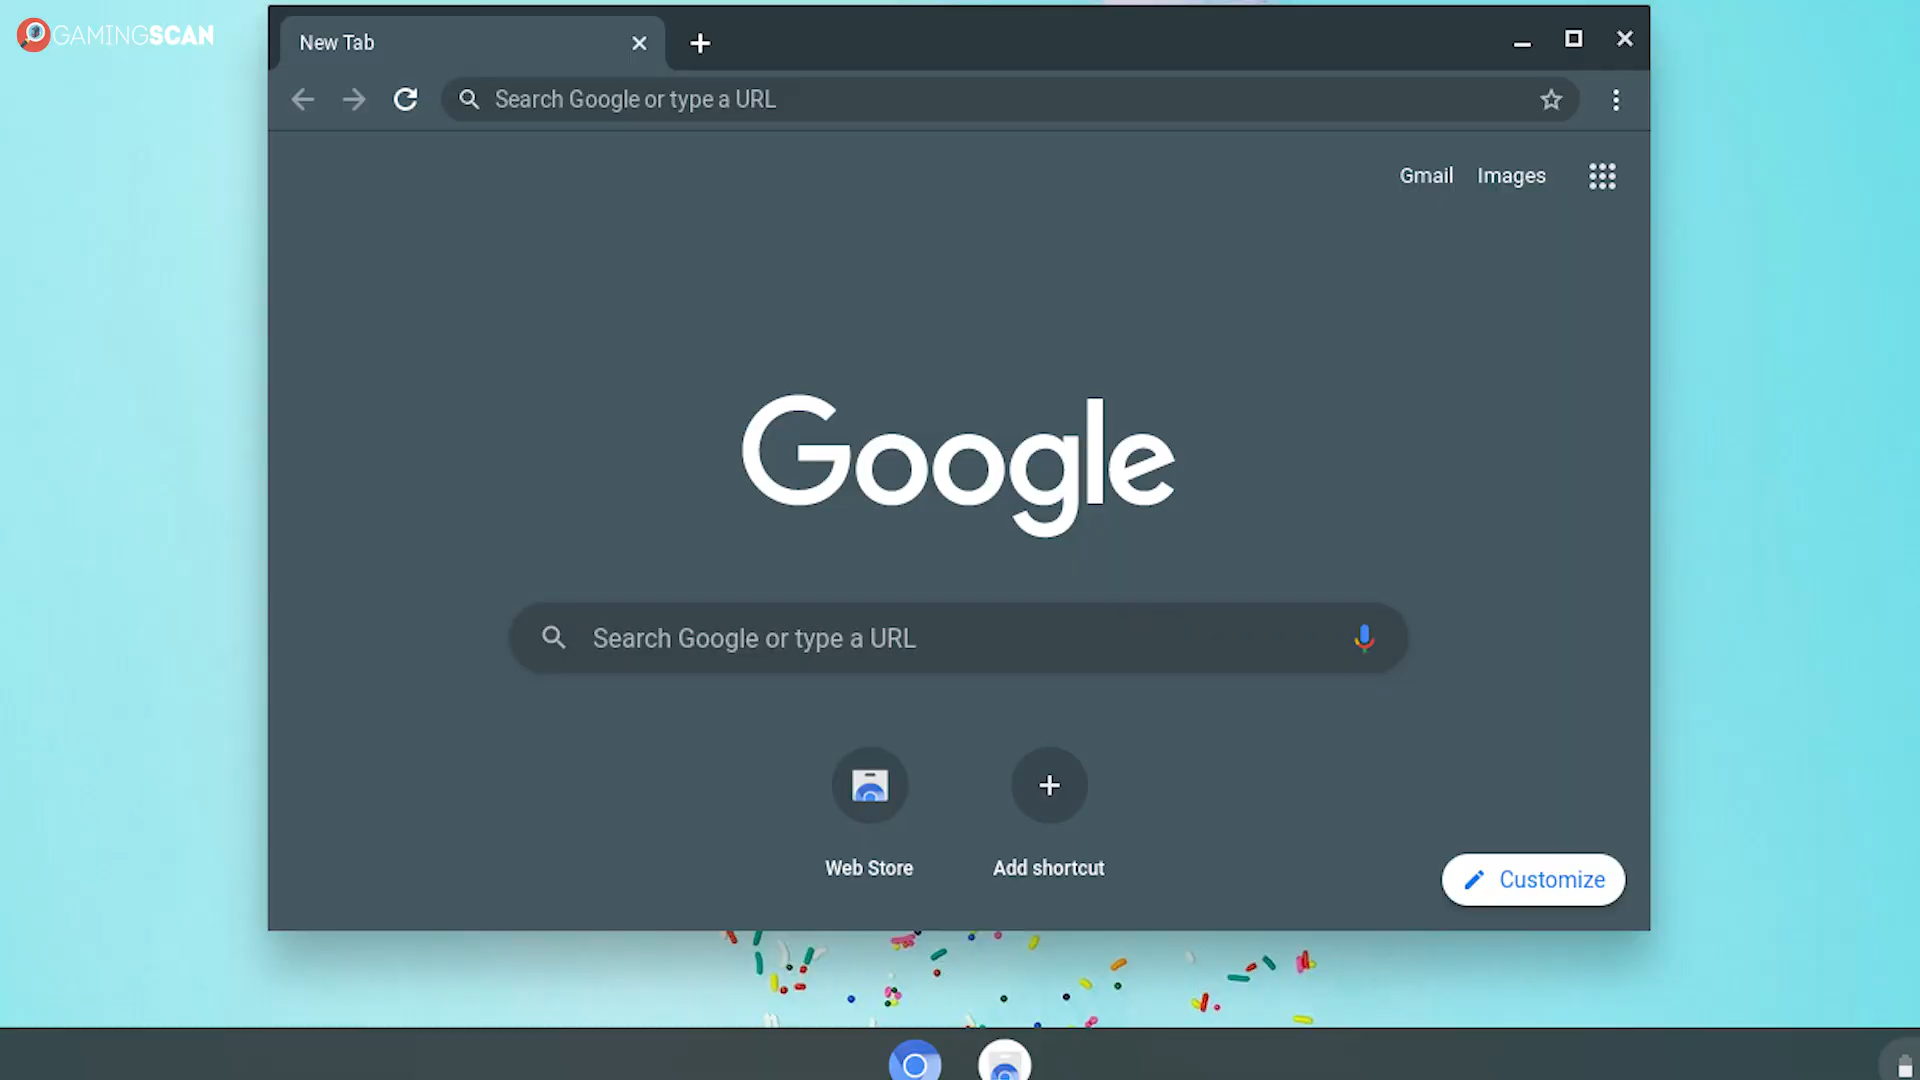 GAMINGSCAN
New Tab
Search Google or type a URL
Gmail Images
Google
Search Google or type a URL
Web Store
Add shortcut
Customize